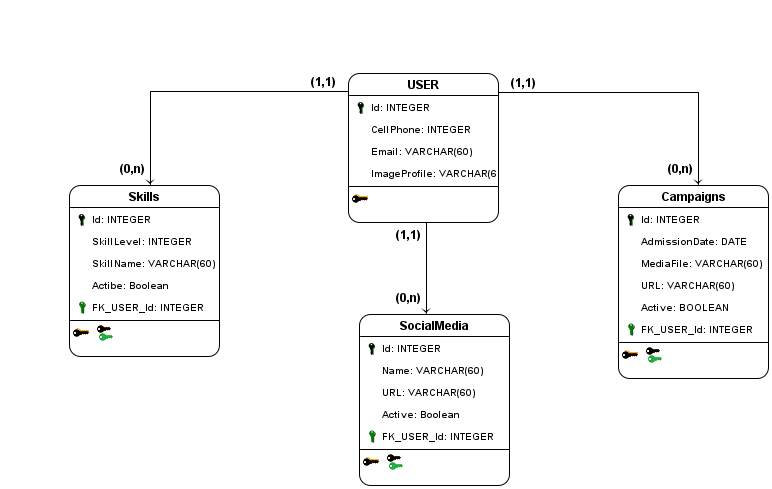 (1,1)
USER
(1,1)
Id: INTEGER
CellPhone: INTEGER
Email: VARCHAR(60)
ImageProfile: VARCHAR(6
(0,n)
Skills
Id: INTEGER
SkillLevel: INTEGER
SkillName: VARCHAR(60)
Actibe: Boolean
FK_USER_Id: INTEGER
(1,1)
(0,n)
SocialMedia
Id: INTEGER
Name: VARCHAR(60)
URL: VARCHAR(60)
Active: Boolean
FK_USER_Id: INTEGER
(0,n)
Campaigns
Id: INTEGER
AdmissionDate: DATE
MediaFile: VARCHAR(60)
URL: VARCHAR(60)
Active: BOOLEAN
FK_USER_Id: INTEGER